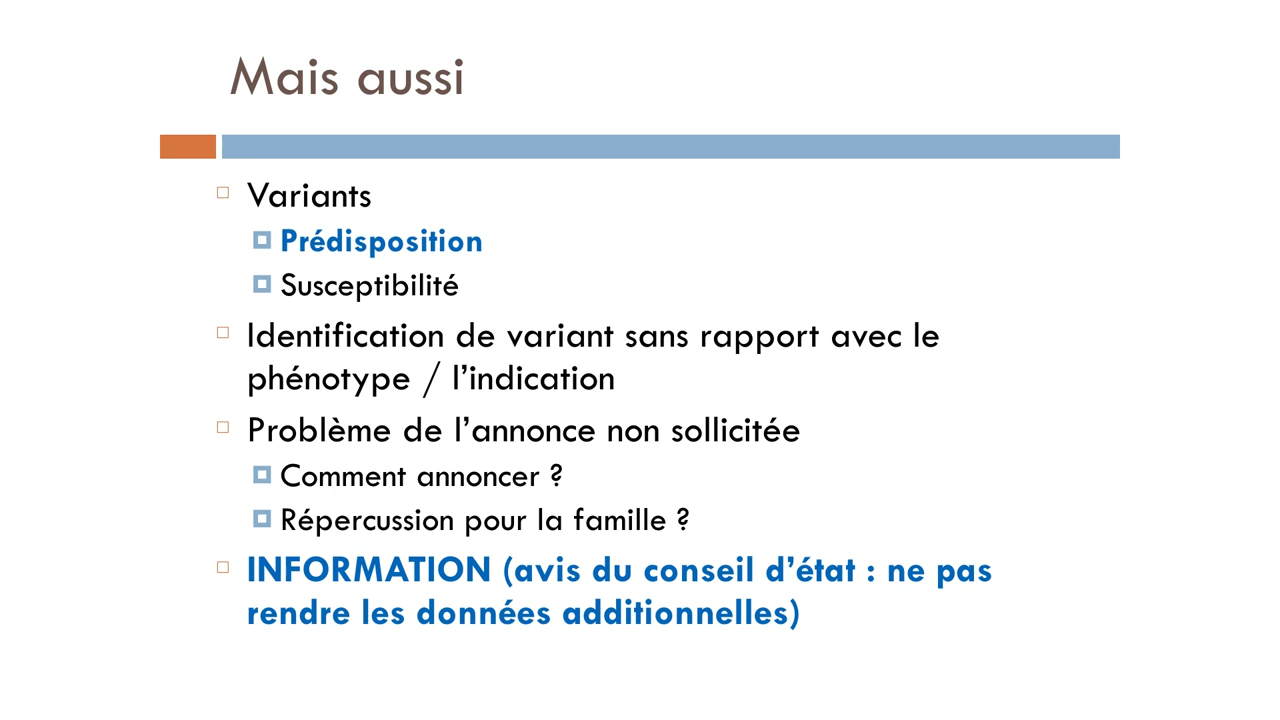 Mais aussi
Variants
Prédisposition
Susceptibilité
Identification de variant sans rapport avec le
phénotype / l’indication
Problème de l’annonce non sollicitée
Comment annoncer ?
Répercussion pour la famille ?
INFORMATION (avis du conseil d’état : ne pas
rendre les données additionnelles)